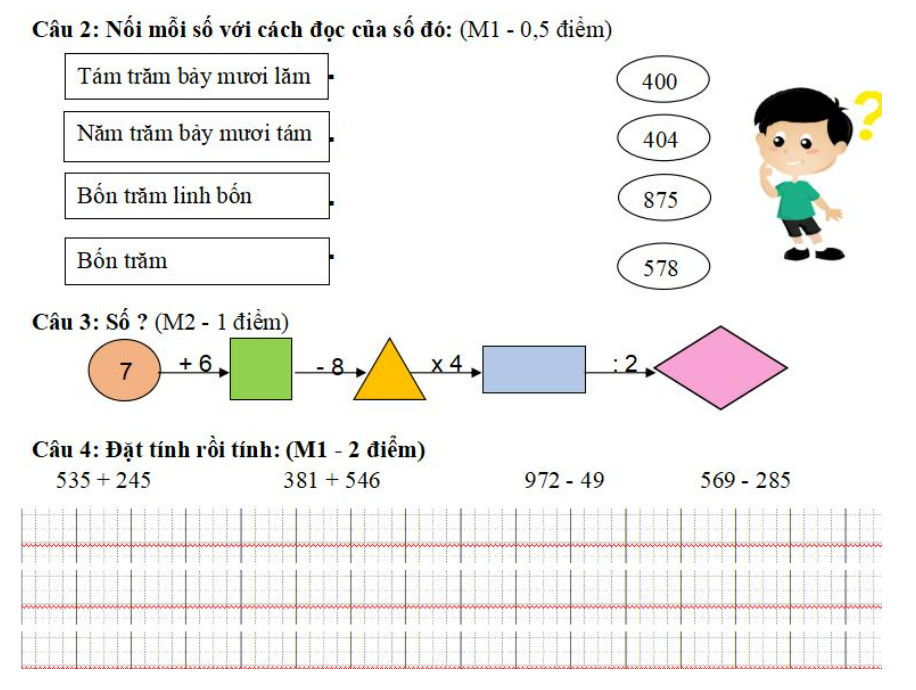 Câu 2: Nối mỗi số với cách đọc của số đó: (M1 - 0,5 điểm)
Tám trăm bảy mươi lăm 400
Năm trăm bảy mươi tám 404
Bốn trăm linh bốn 875
Bốn trăm 578
?
Câu 3: Số ? (M2 - 1 điểm)
7 + 6 - 8 x 4 : 2
Câu 4: Đặt tính rồi tính: (M1 - 2 điểm)
535 + 245 381 + 546 972 - 49 569 - 285